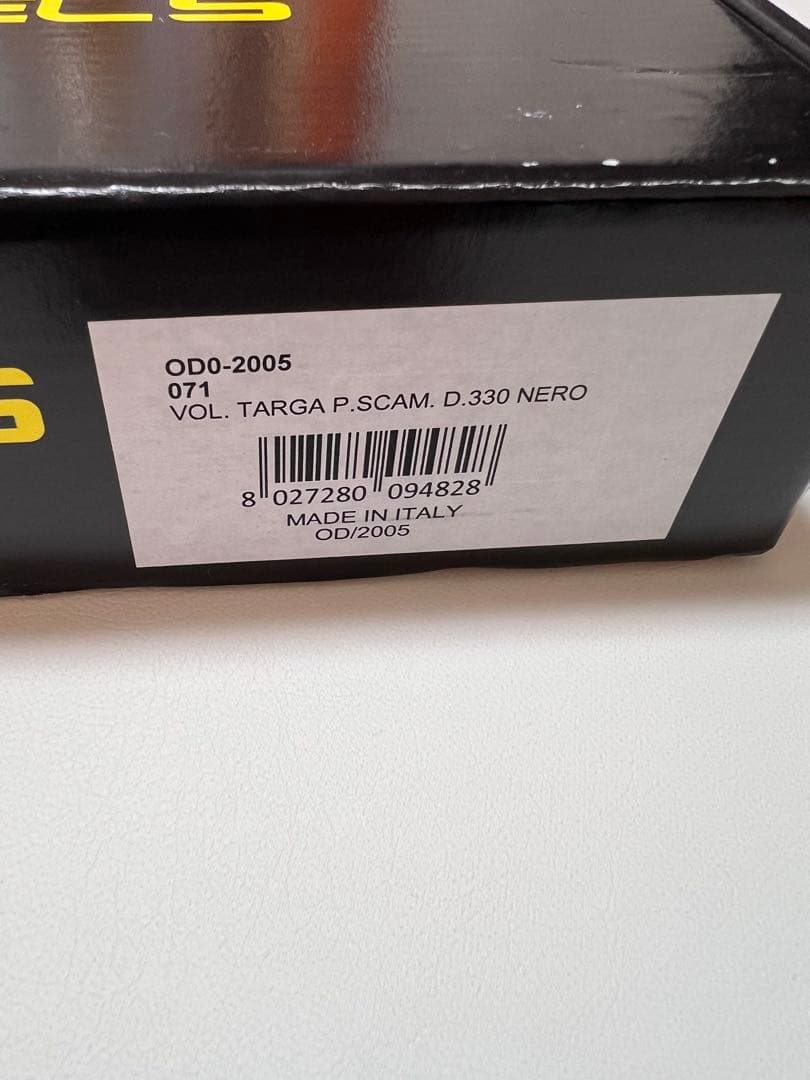 OD0-2005
071
VOL. TARGA P.SCAM. D.330 NERO
8 027280 094828
MADE IN ITALY
OD/2005